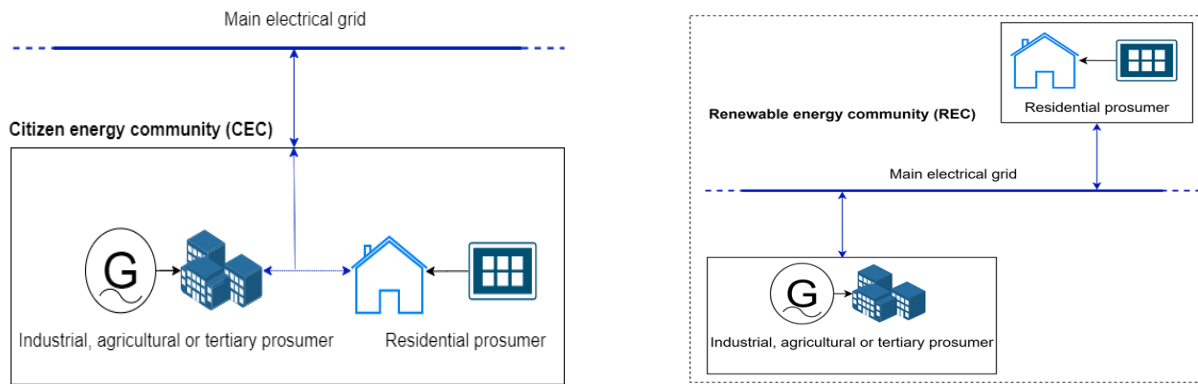 Main electrical grid
Citizen energy community (CEC)
G
Industrial, agricultural or tertiary prosumer
Residential prosumer
Residential prosumer
Renewable energy community (REC)
Main electrical grid
G
Industrial, agricultural or tertiary prosumer